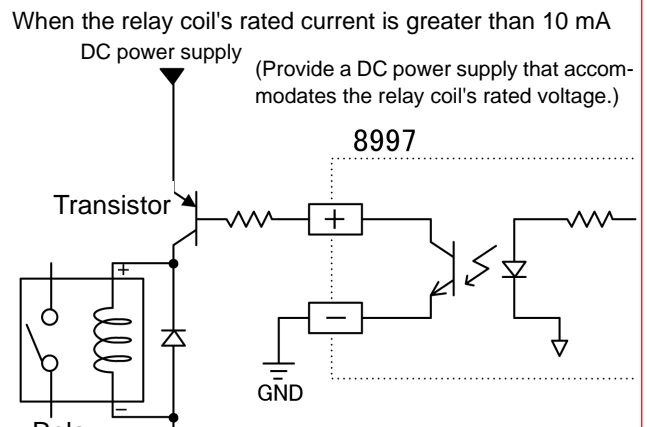 When the relay coil's rated current is greater than 10 mA
DC power supply
(Provide a DC power supply that accom-
modates the relay coil's rated voltage.)
8997
Transistor
+
+
−
GND
−